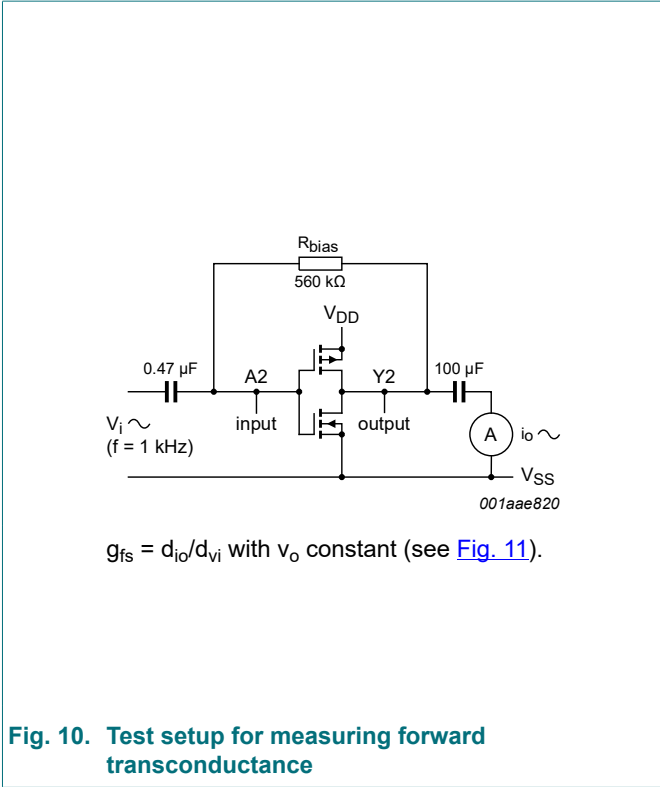 Rbias
560 kΩ
VDD
0.47 µF
A2
Y2
100 µF
Vi
input
output
A
io
(f = 1 kHz)
VSS
001aae820
gfs = dio/dvi with vo constant (see Fig. 11).
Fig. 10. Test setup for measuring forward
transconductance